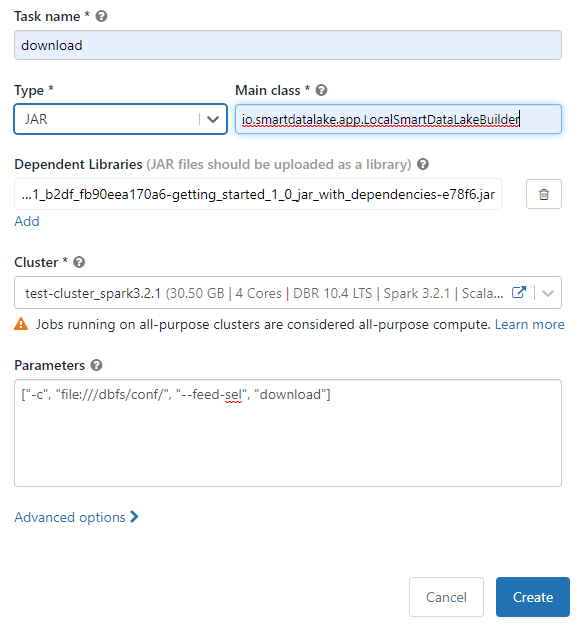 Task name *
download
Type * Main class *
JAR io.smartdatalake.app.LocalSmartDataLakeBuilder
Dependent Libraries (JAR files should be uploaded as a library)
...1_b2df_fb90eea170a6-getting_started_1_0_jar_with_dependencies-e78f6.jar
Add
Cluster *
test-cluster_spark3.2.1 (30.50 GB | 4 Cores | DBR 10.4 LTS | Spark 3.2.1 | Scala...
Jobs running on all-purpose clusters are considered all-purpose compute. Learn more
Parameters
["-c", "file:///dbfs/conf/", "--feed-sel", "download"]
Advanced options
Cancel Create